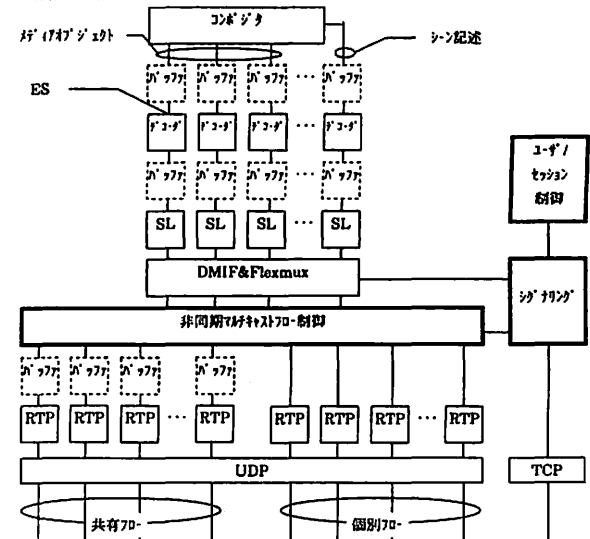 コンポジタ
メディアオブジェクト
シーン記述
バッファ バッファ バッファ … バッファ
ES
デコーダ デコーダ デコーダ … デコーダ
バッファ バッファ バッファ … バッファ
ユーザ/
セッション
制御
SL SL SL … SL
DMIF&Flexmux
シグナリング
非同期マルチキャストフロー制御
バッファ バッファ バッファ バッファ
RTP RTP RTP … RTP RTP RTP RTP … RTP
UDP
TCP
共有フロー
個別フロー